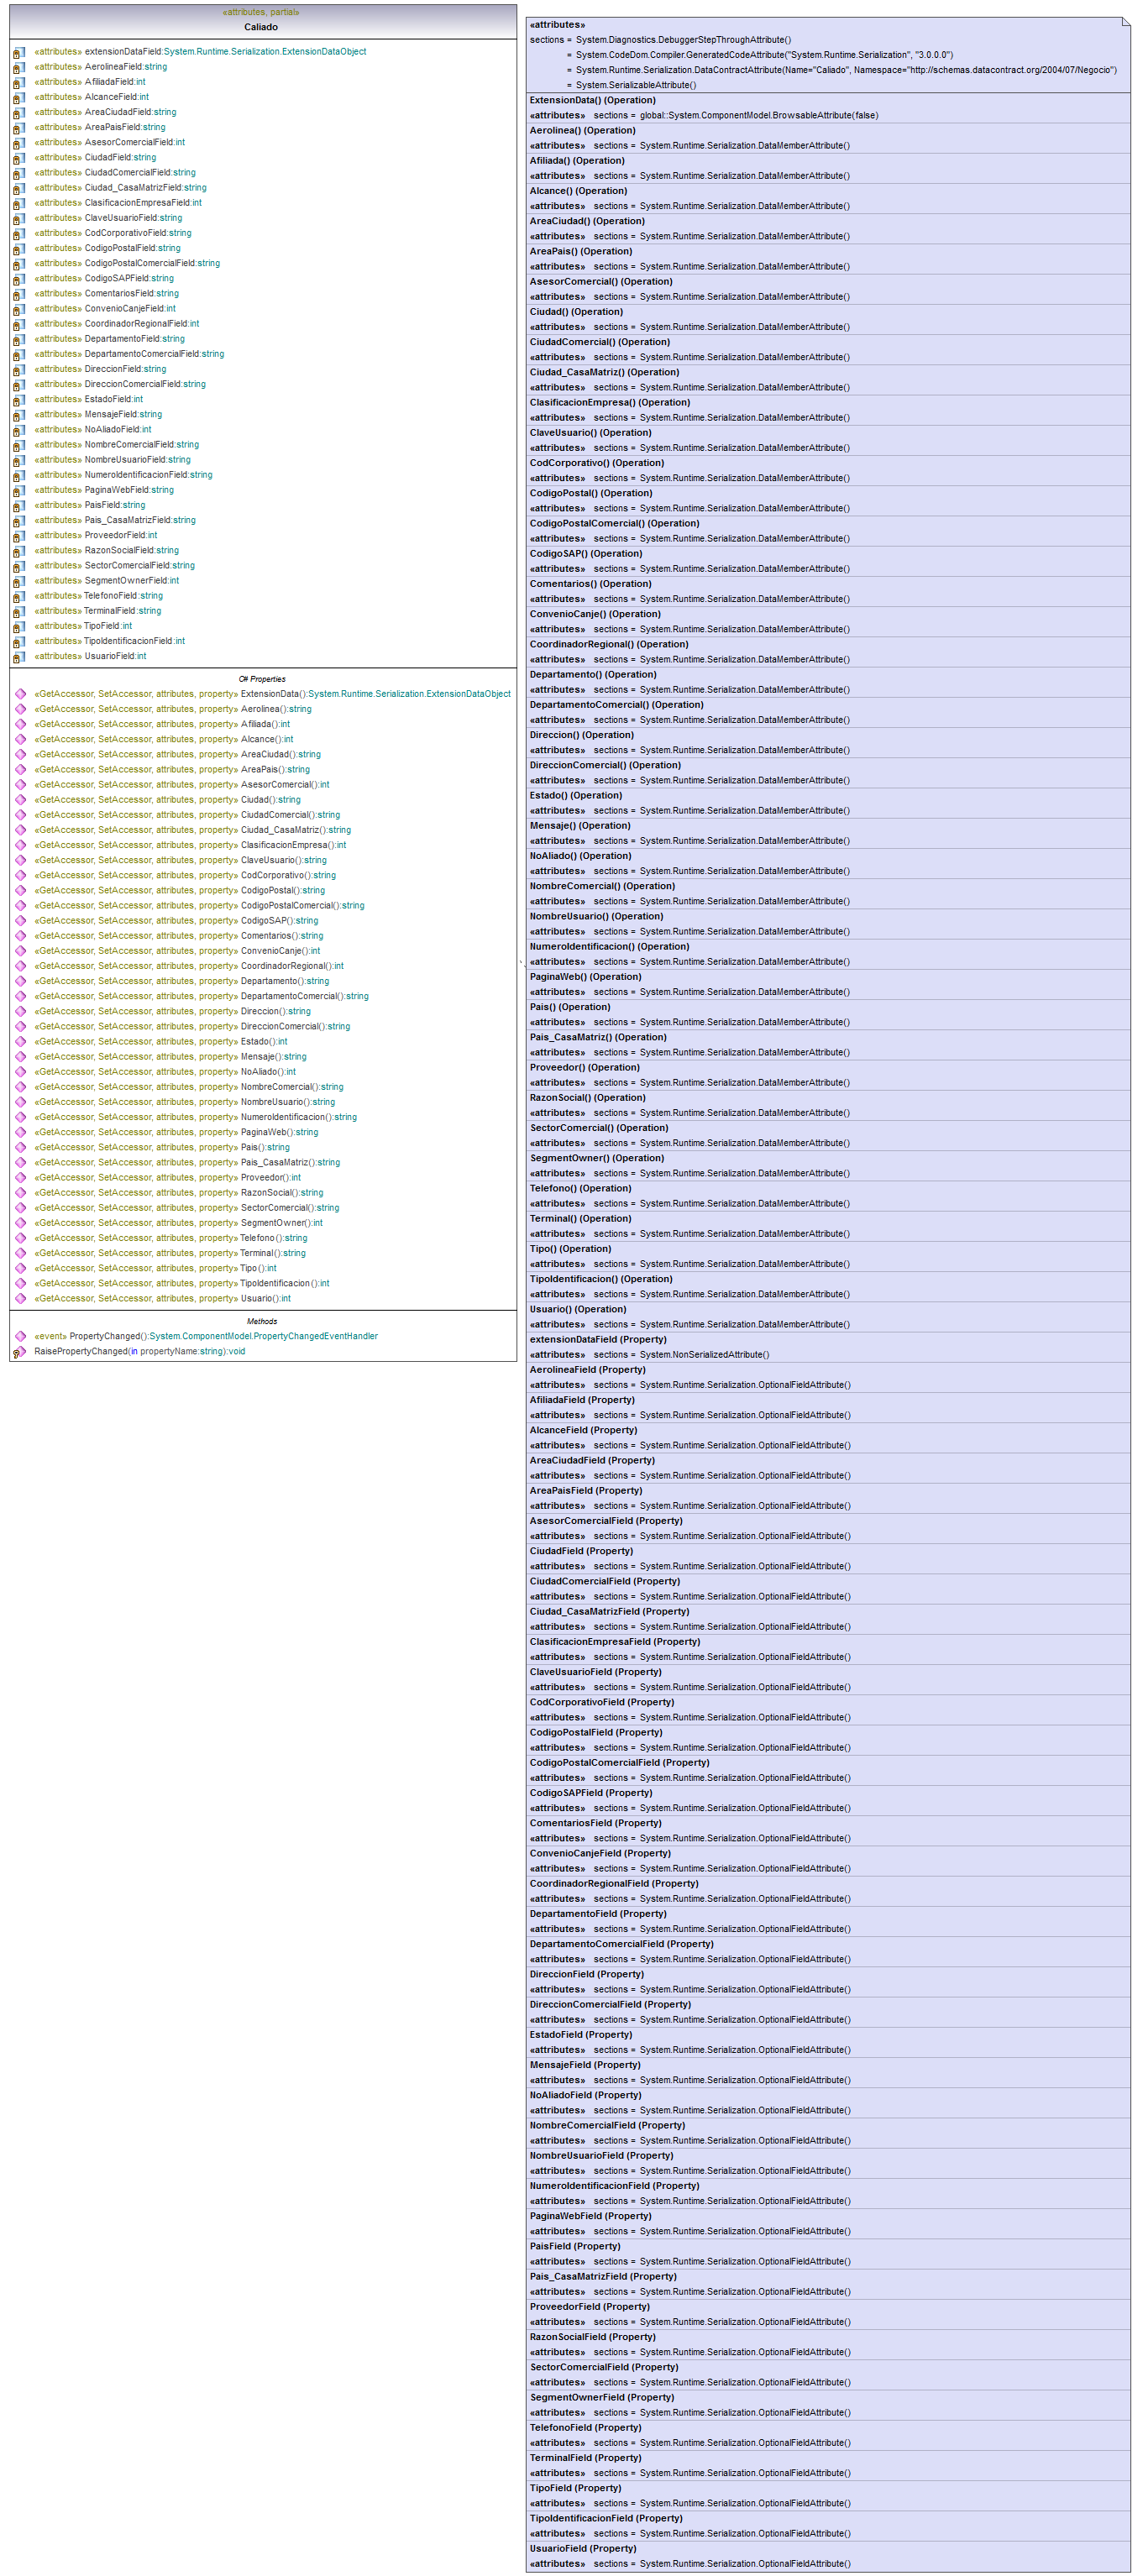 «attributes, partial»
Caliado
«attributes» extensionDataField:System.Runtime.Serialization.ExtensionDataObject
«attributes» AerolineaField:string
«attributes» AfiliadaField:int
«attributes» AlcanceField:int
«attributes» AreaCiudadField:string
«attributes» AreaPaisField:string
«attributes» AsesorComercialField:int
«attributes» CiudadField:string
«attributes» CiudadComercialField:string
«attributes» Ciudad_CasaMatrizField:string
«attributes» ClasificacionEmpresaField:int
«attributes» ClaveUsuarioField:string
«attributes» CodCorporativoField:string
«attributes» CodigoPostalField:string
«attributes» CodigoPostalComercialField:string
«attributes» CodigoSAPField:string
«attributes» ComentariosField:string
«attributes» ConvenioCanjeField:int
«attributes» CoordinadorRegionalField:int
«attributes» DepartamentoField:string
«attributes» DepartamentoComercialField:string
«attributes» DireccionField:string
«attributes» DireccionComercialField:string
«attributes» EstadoField:int
«attributes» MensajeField:string
«attributes» NoAliadoField:int
«attributes» NombreComercialField:string
«attributes» NombreUsuarioField:string
«attributes» NumeroIdentificacionField:string
«attributes» PaginaWebField:string
«attributes» PaisField:string
«attributes» Pais_CasaMatrizField:string
«attributes» ProveedorField:int
«attributes» RazonSocialField:string
«attributes» SectorComercialField:string
«attributes» SegmentOwnerField:int
«attributes» TelefonoField:string
«attributes» TerminalField:string
«attributes» TipoField:int
«attributes» TipoIdentificacionField:int
«attributes» UsuarioField:int
C# Properties
«GetAccessor, SetAccessor, attributes, property» ExtensionData():System.Runtime.Serialization.ExtensionDataObject
«GetAccessor, SetAccessor, attributes, property» Aerolinea():string
«GetAccessor, SetAccessor, attributes, property» Afiliada():int
«GetAccessor, SetAccessor, attributes, property» Alcance():int
«GetAccessor, SetAccessor, attributes, property» AreaCiudad():string
«GetAccessor, SetAccessor, attributes, property» AreaPais():string
«GetAccessor, SetAccessor, attributes, property» AsesorComercial():int
«GetAccessor, SetAccessor, attributes, property» Ciudad():string
«GetAccessor, SetAccessor, attributes, property» CiudadComercial():string
«GetAccessor, SetAccessor, attributes, property» Ciudad_CasaMatriz():string
«GetAccessor, SetAccessor, attributes, property» ClasificacionEmpresa():int
«GetAccessor, SetAccessor, attributes, property» ClaveUsuario():string
«GetAccessor, SetAccessor, attributes, property» CodCorporativo():string
«GetAccessor, SetAccessor, attributes, property» CodigoPostal():string
«GetAccessor, SetAccessor, attributes, property» CodigoPostalComercial():string
«GetAccessor, SetAccessor, attributes, property» CodigoSAP():string
«GetAccessor, SetAccessor, attributes, property» Comentarios():string
«GetAccessor, SetAccessor, attributes, property» ConvenioCanje():int
«GetAccessor, SetAccessor, attributes, property» CoordinadorRegional():int
«GetAccessor, SetAccessor, attributes, property» Departamento():string
«GetAccessor, SetAccessor, attributes, property» DepartamentoComercial():string
«GetAccessor, SetAccessor, attributes, property» Direccion():string
«GetAccessor, SetAccessor, attributes, property» DireccionComercial():string
«GetAccessor, SetAccessor, attributes, property» Estado():int
«GetAccessor, SetAccessor, attributes, property» Mensaje():string
«GetAccessor, SetAccessor, attributes, property» NoAliado():int
«GetAccessor, SetAccessor, attributes, property» NombreComercial():string
«GetAccessor, SetAccessor, attributes, property» NombreUsuario():string
«GetAccessor, SetAccessor, attributes, property» NumeroIdentificacion():string
«GetAccessor, SetAccessor, attributes, property» PaginaWeb():string
«GetAccessor, SetAccessor, attributes, property» Pais():string
«GetAccessor, SetAccessor, attributes, property» Pais_CasaMatriz():string
«GetAccessor, SetAccessor, attributes, property» Proveedor():int
«GetAccessor, SetAccessor, attributes, property» RazonSocial():string
«GetAccessor, SetAccessor, attributes, property» SectorComercial():string
«GetAccessor, SetAccessor, attributes, property» SegmentOwner():int
«GetAccessor, SetAccessor, attributes, property» Telefono():string
«GetAccessor, SetAccessor, attributes, property» Terminal():string
«GetAccessor, SetAccessor, attributes, property» Tipo():int
«GetAccessor, SetAccessor, attributes, property» TipoIdentificacion():int
«GetAccessor, SetAccessor, attributes, property» Usuario():int
Methods
«event» PropertyChanged():System.ComponentModel.PropertyChangedEventHandler
RaisePropertyChanged(in propertyName:string):void
«attributes»
sections = System.Diagnostics.DebuggerStepThroughAttribute()
= System.CodeDom.Compiler.GeneratedCodeAttribute("System.Runtime.Serialization", "3.0.0.0")
= System.Runtime.Serialization.DataContractAttribute(Name="Caliado", Namespace="http://schemas.datacontract.org/2004/07/Negocio")
= System.SerializableAttribute()
ExtensionData() (Operation)
«attributes» sections = global::System.ComponentModel.BrowsableAttribute(false)
Aerolinea() (Operation)
«attributes» sections = System.Runtime.Serialization.DataMemberAttribute()
Afiliada() (Operation)
«attributes» sections = System.Runtime.Serialization.DataMemberAttribute()
Alcance() (Operation)
«attributes» sections = System.Runtime.Serialization.DataMemberAttribute()
AreaCiudad() (Operation)
«attributes» sections = System.Runtime.Serialization.DataMemberAttribute()
AreaPais() (Operation)
«attributes» sections = System.Runtime.Serialization.DataMemberAttribute()
AsesorComercial() (Operation)
«attributes» sections = System.Runtime.Serialization.DataMemberAttribute()
Ciudad() (Operation)
«attributes» sections = System.Runtime.Serialization.DataMemberAttribute()
CiudadComercial() (Operation)
«attributes» sections = System.Runtime.Serialization.DataMemberAttribute()
Ciudad_CasaMatriz() (Operation)
«attributes» sections = System.Runtime.Serialization.DataMemberAttribute()
ClasificacionEmpresa() (Operation)
«attributes» sections = System.Runtime.Serialization.DataMemberAttribute()
ClaveUsuario() (Operation)
«attributes» sections = System.Runtime.Serialization.DataMemberAttribute()
CodCorporativo() (Operation)
«attributes» sections = System.Runtime.Serialization.DataMemberAttribute()
CodigoPostal() (Operation)
«attributes» sections = System.Runtime.Serialization.DataMemberAttribute()
CodigoPostalComercial() (Operation)
«attributes» sections = System.Runtime.Serialization.DataMemberAttribute()
CodigoSAP() (Operation)
«attributes» sections = System.Runtime.Serialization.DataMemberAttribute()
Comentarios() (Operation)
«attributes» sections = System.Runtime.Serialization.DataMemberAttribute()
ConvenioCanje() (Operation)
«attributes» sections = System.Runtime.Serialization.DataMemberAttribute()
CoordinadorRegional() (Operation)
«attributes» sections = System.Runtime.Serialization.DataMemberAttribute()
Departamento() (Operation)
«attributes» sections = System.Runtime.Serialization.DataMemberAttribute()
DepartamentoComercial() (Operation)
«attributes» sections = System.Runtime.Serialization.DataMemberAttribute()
Direccion() (Operation)
«attributes» sections = System.Runtime.Serialization.DataMemberAttribute()
DireccionComercial() (Operation)
«attributes» sections = System.Runtime.Serialization.DataMemberAttribute()
Estado() (Operation)
«attributes» sections = System.Runtime.Serialization.DataMemberAttribute()
Mensaje() (Operation)
«attributes» sections = System.Runtime.Serialization.DataMemberAttribute()
NoAliado() (Operation)
«attributes» sections = System.Runtime.Serialization.DataMemberAttribute()
NombreComercial() (Operation)
«attributes» sections = System.Runtime.Serialization.DataMemberAttribute()
NombreUsuario() (Operation)
«attributes» sections = System.Runtime.Serialization.DataMemberAttribute()
NumeroIdentificacion() (Operation)
«attributes» sections = System.Runtime.Serialization.DataMemberAttribute()
PaginaWeb() (Operation)
«attributes» sections = System.Runtime.Serialization.DataMemberAttribute()
Pais() (Operation)
«attributes» sections = System.Runtime.Serialization.DataMemberAttribute()
Pais_CasaMatriz() (Operation)
«attributes» sections = System.Runtime.Serialization.DataMemberAttribute()
Proveedor() (Operation)
«attributes» sections = System.Runtime.Serialization.DataMemberAttribute()
RazonSocial() (Operation)
«attributes» sections = System.Runtime.Serialization.DataMemberAttribute()
SectorComercial() (Operation)
«attributes» sections = System.Runtime.Serialization.DataMemberAttribute()
SegmentOwner() (Operation)
«attributes» sections = System.Runtime.Serialization.DataMemberAttribute()
Telefono() (Operation)
«attributes» sections = System.Runtime.Serialization.DataMemberAttribute()
Terminal() (Operation)
«attributes» sections = System.Runtime.Serialization.DataMemberAttribute()
Tipo() (Operation)
«attributes» sections = System.Runtime.Serialization.DataMemberAttribute()
TipoIdentificacion() (Operation)
«attributes» sections = System.Runtime.Serialization.DataMemberAttribute()
Usuario() (Operation)
«attributes» sections = System.Runtime.Serialization.DataMemberAttribute()
extensionDataField (Property)
«attributes» sections = System.NonSerializedAttribute()
AerolineaField (Property)
«attributes» sections = System.Runtime.Serialization.OptionalFieldAttribute()
AfiliadaField (Property)
«attributes» sections = System.Runtime.Serialization.OptionalFieldAttribute()
AlcanceField (Property)
«attributes» sections = System.Runtime.Serialization.OptionalFieldAttribute()
AreaCiudadField (Property)
«attributes» sections = System.Runtime.Serialization.OptionalFieldAttribute()
AreaPaisField (Property)
«attributes» sections = System.Runtime.Serialization.OptionalFieldAttribute()
AsesorComercialField (Property)
«attributes» sections = System.Runtime.Serialization.OptionalFieldAttribute()
CiudadField (Property)
«attributes» sections = System.Runtime.Serialization.OptionalFieldAttribute()
CiudadComercialField (Property)
«attributes» sections = System.Runtime.Serialization.OptionalFieldAttribute()
Ciudad_CasaMatrizField (Property)
«attributes» sections = System.Runtime.Serialization.OptionalFieldAttribute()
ClasificacionEmpresaField (Property)
«attributes» sections = System.Runtime.Serialization.OptionalFieldAttribute()
ClaveUsuarioField (Property)
«attributes» sections = System.Runtime.Serialization.OptionalFieldAttribute()
CodCorporativoField (Property)
«attributes» sections = System.Runtime.Serialization.OptionalFieldAttribute()
CodigoPostalField (Property)
«attributes» sections = System.Runtime.Serialization.OptionalFieldAttribute()
CodigoPostalComercialField (Property)
«attributes» sections = System.Runtime.Serialization.OptionalFieldAttribute()
CodigoSAPField (Property)
«attributes» sections = System.Runtime.Serialization.OptionalFieldAttribute()
ComentariosField (Property)
«attributes» sections = System.Runtime.Serialization.OptionalFieldAttribute()
ConvenioCanjeField (Property)
«attributes» sections = System.Runtime.Serialization.OptionalFieldAttribute()
CoordinadorRegionalField (Property)
«attributes» sections = System.Runtime.Serialization.OptionalFieldAttribute()
DepartamentoField (Property)
«attributes» sections = System.Runtime.Serialization.OptionalFieldAttribute()
DepartamentoComercialField (Property)
«attributes» sections = System.Runtime.Serialization.OptionalFieldAttribute()
DireccionField (Property)
«attributes» sections = System.Runtime.Serialization.OptionalFieldAttribute()
DireccionComercialField (Property)
«attributes» sections = System.Runtime.Serialization.OptionalFieldAttribute()
EstadoField (Property)
«attributes» sections = System.Runtime.Serialization.OptionalFieldAttribute()
MensajeField (Property)
«attributes» sections = System.Runtime.Serialization.OptionalFieldAttribute()
NoAliadoField (Property)
«attributes» sections = System.Runtime.Serialization.OptionalFieldAttribute()
NombreComercialField (Property)
«attributes» sections = System.Runtime.Serialization.OptionalFieldAttribute()
NombreUsuarioField (Property)
«attributes» sections = System.Runtime.Serialization.OptionalFieldAttribute()
NumeroIdentificacionField (Property)
«attributes» sections = System.Runtime.Serialization.OptionalFieldAttribute()
PaginaWebField (Property)
«attributes» sections = System.Runtime.Serialization.OptionalFieldAttribute()
PaisField (Property)
«attributes» sections = System.Runtime.Serialization.OptionalFieldAttribute()
Pais_CasaMatrizField (Property)
«attributes» sections = System.Runtime.Serialization.OptionalFieldAttribute()
ProveedorField (Property)
«attributes» sections = System.Runtime.Serialization.OptionalFieldAttribute()
RazonSocialField (Property)
«attributes» sections = System.Runtime.Serialization.OptionalFieldAttribute()
SectorComercialField (Property)
«attributes» sections = System.Runtime.Serialization.OptionalFieldAttribute()
SegmentOwnerField (Property)
«attributes» sections = System.Runtime.Serialization.OptionalFieldAttribute()
TelefonoField (Property)
«attributes» sections = System.Runtime.Serialization.OptionalFieldAttribute()
TerminalField (Property)
«attributes» sections = System.Runtime.Serialization.OptionalFieldAttribute()
TipoField (Property)
«attributes» sections = System.Runtime.Serialization.OptionalFieldAttribute()
TipoIdentificacionField (Property)
«attributes» sections = System.Runtime.Serialization.OptionalFieldAttribute()
UsuarioField (Property)
«attributes» sections = System.Runtime.Serialization.OptionalFieldAttribute()